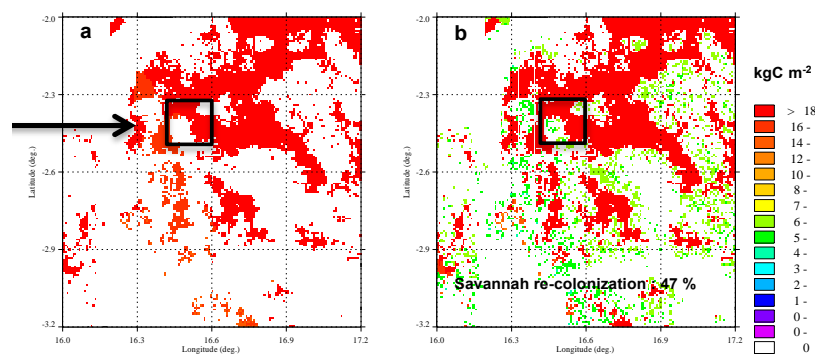 a
-2.0
-2.3
-2.6
-2.9
-3.2
Latitude (deg.)
16.0 16.3 16.6 16.9 17.2
Longitude (deg.)
b
-2.0
-2.3
-2.6
-2.9
-3.2
Latitude (deg.)
Savannah re-colonization : 47 %
16.0 16.3 16.6 16.9 17.2
Longitude (deg.)
kgC m-2
> 18
16 -
14 -
12 -
10 -
8 -
7 -
6 -
5 -
4 -
3 -
2 -
1 -
0 -
0 -
0